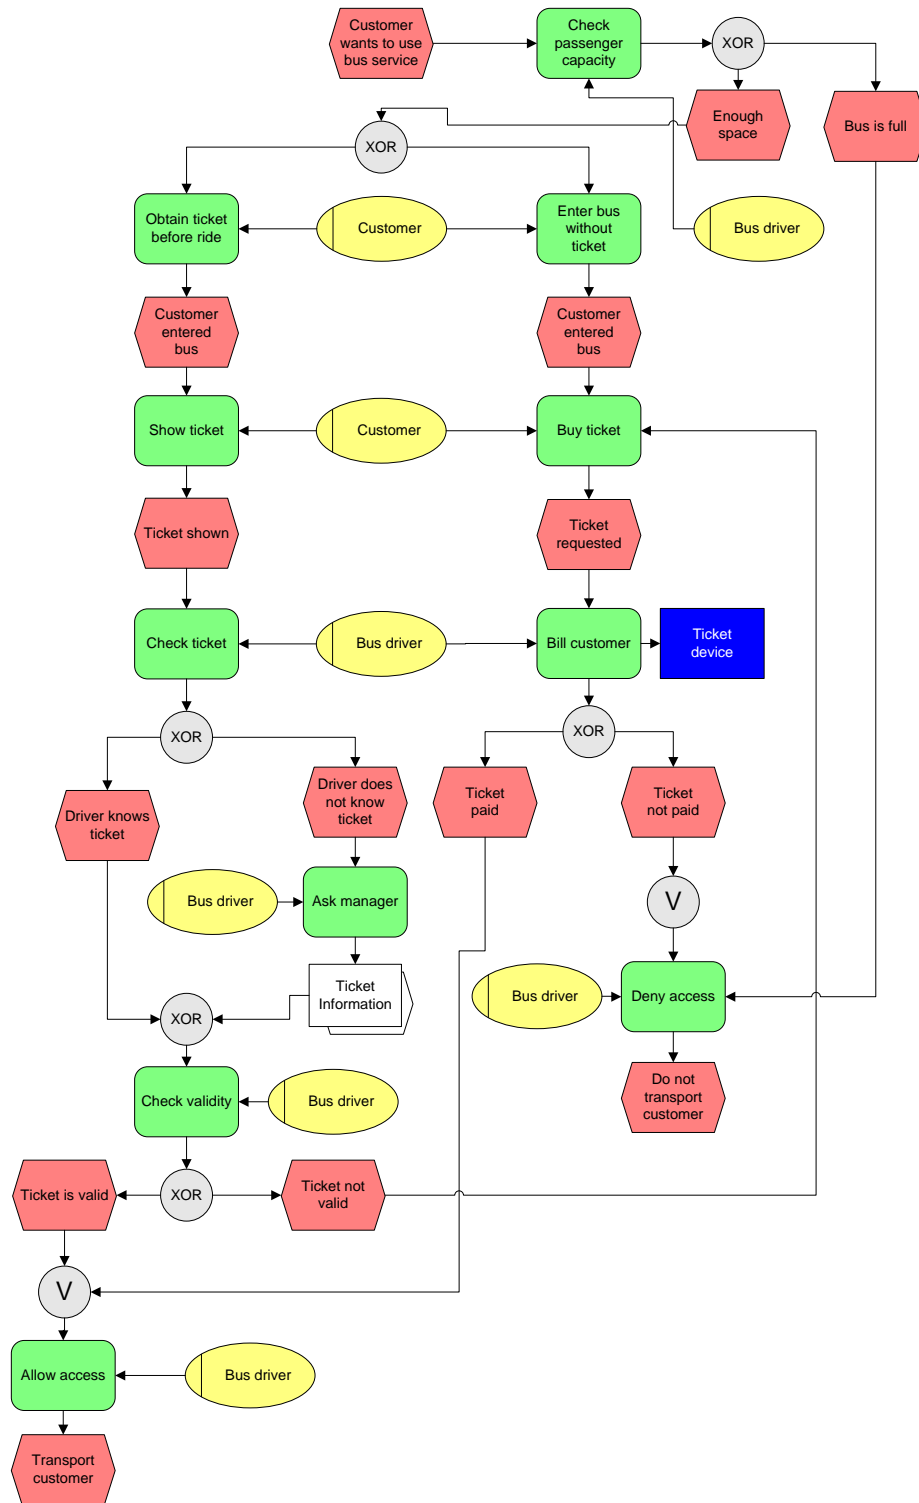 Customer
wants to use
bus service
Check
passenger
capacity
XOR
Enough
space
Bus is full
XOR
Obtain ticket
before ride
Customer
Enter bus
without
ticket
Bus driver
Customer
entered
bus
Customer
entered
bus
Show ticket
Customer
Buy ticket
Ticket shown
Ticket
requested
Check ticket
Bus driver
Bill customer
Ticket
device
XOR
XOR
Driver knows
ticket
Driver does
not know
ticket
Ticket
paid
Ticket
not paid
Bus driver
Ask manager
V
Ticket
Information
Bus driver
Deny access
XOR
Check validity
Bus driver
Do not
transport
customer
Ticket is valid
XOR
Ticket not
valid
V
Allow access
Bus driver
Transport
customer